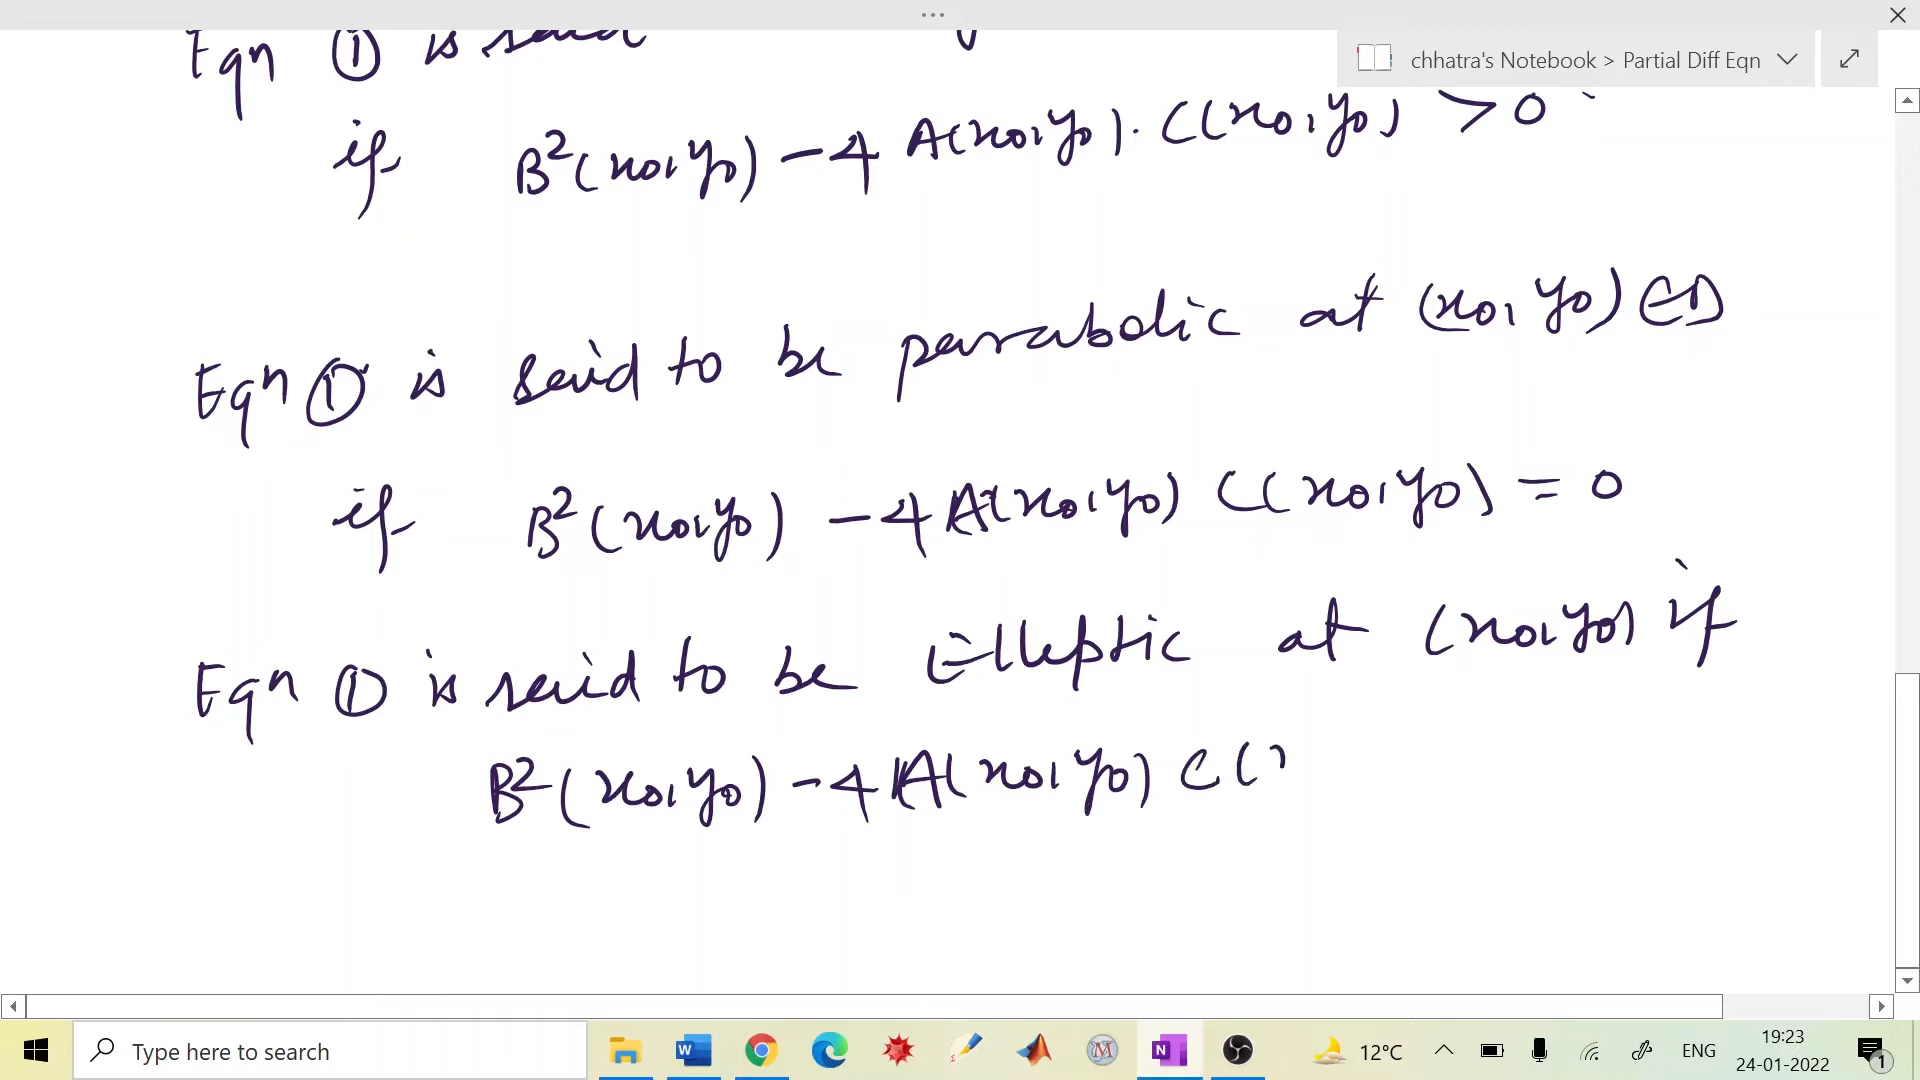 ...
chhatra's Notebook > Partial Diff Eqn
Eqn ① is said
if B²(x₀,y₀) - 4 A(x₀,y₀). C(x₀,y₀) > 0
Eqn ① is said to be parabolic at (x₀,y₀) ∈ D
if B²(x₀,y₀) - 4 A(x₀,y₀) C(x₀,y₀) = 0
Eqn ① is said to be Elleptic at (x₀,y₀) if
B²(x₀,y₀) - 4 A(x₀,y₀) C(
Type here to search
12°C
ENG
19:23
24-01-2022
1